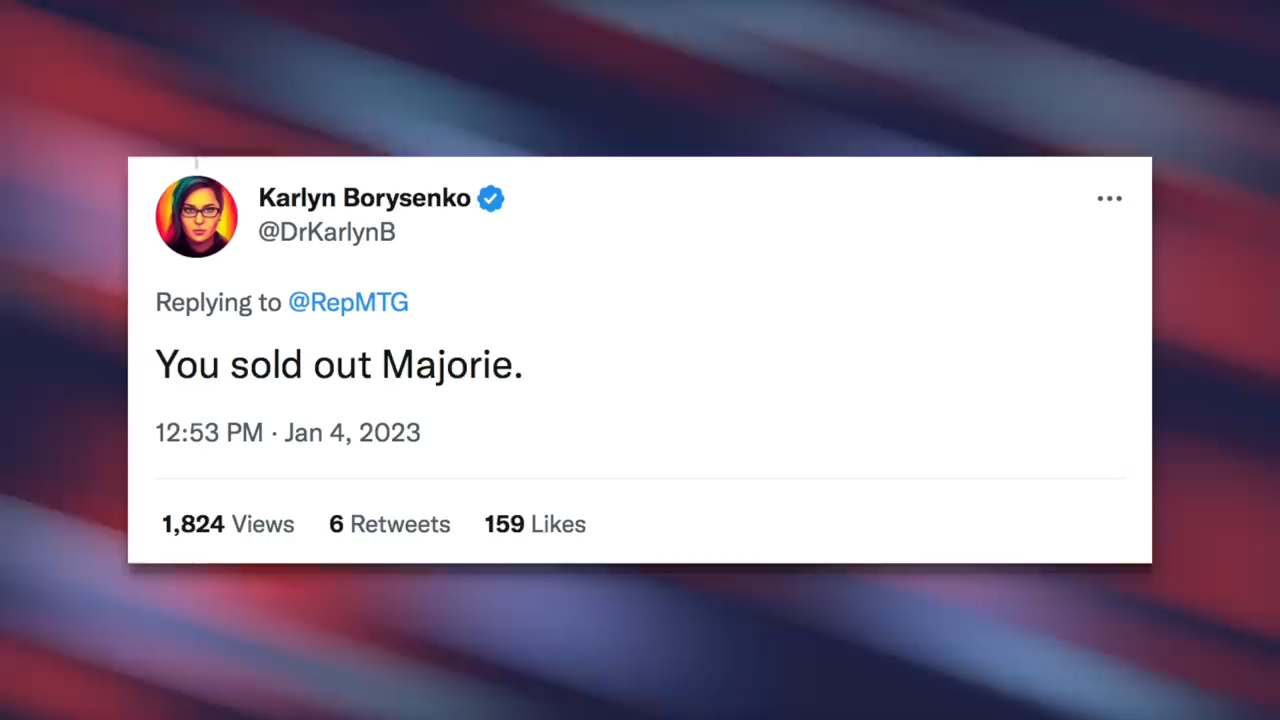 Karlyn Borysenko
@DrKarlynB
Replying to @RepMTG
You sold out Majorie.
12:53 PM · Jan 4, 2023
1,824 Views 6 Retweets 159 Likes